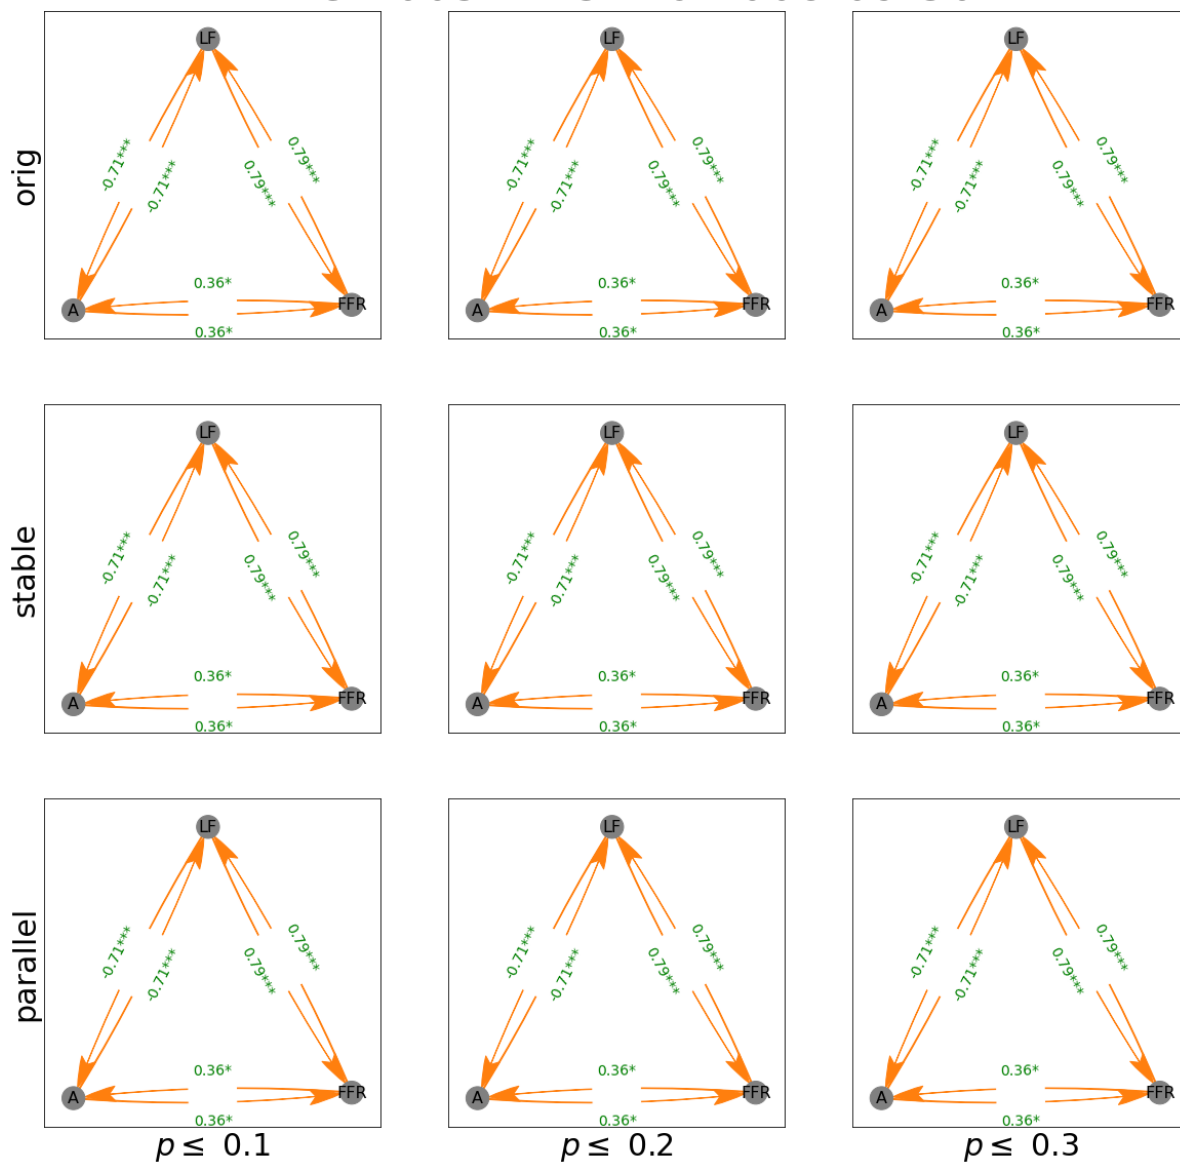 LF
LF
LF
orig
-0.71***
-0.71***
0.79***
0.79***
-0.71***
-0.71***
0.79***
0.79***
-0.71***
-0.71***
0.79***
0.79***
A
0.36*
0.36*
FFR
A
0.36*
0.36*
FFR
A
0.36*
0.36*
FFR
LF
LF
LF
stable
-0.71***
-0.71***
0.79***
0.79***
-0.71***
-0.71***
0.79***
0.79***
-0.71***
-0.71***
0.79***
0.79***
A
0.36*
0.36*
FFR
A
0.36*
0.36*
FFR
A
0.36*
0.36*
FFR
LF
LF
LF
parallel
-0.71***
-0.71***
0.79***
0.79***
-0.71***
-0.71***
0.79***
0.79***
-0.71***
-0.71***
0.79***
0.79***
A
0.36*
0.36*
FFR
A
0.36*
0.36*
FFR
A
0.36*
0.36*
FFR
p ≤ 0.1
p ≤ 0.2
p ≤ 0.3